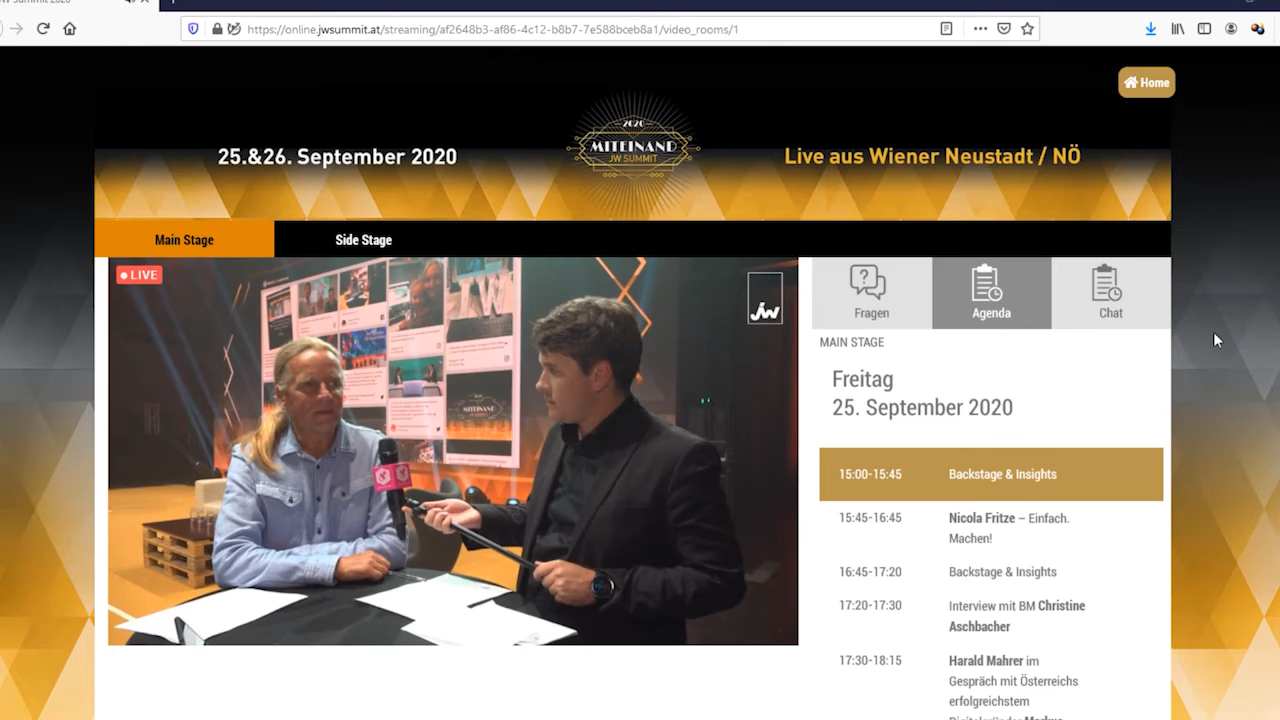 https://online.jwsummit.at/streaming/af2648b3-af86-4c12-b8b7-7e588bceb8a1/video_rooms/1
Home
25.&26. September 2020
2020
MITEINAND
JW SUMMIT
Live aus Wiener Neustadt / NÖ
Main Stage
Side Stage
LIVE
jw
Fragen
Agenda
Chat
MAIN STAGE
Freitag
25. September 2020
15:00-15:45 Backstage & Insights
15:45-16:45 Nicola Fritze – Einfach.
Machen!
16:45-17:20 Backstage & Insights
17:20-17:30 Interview mit BM Christine
Aschbacher
17:30-18:15 Harald Mahrer im
Gespräch mit Österreichs
erfolgreichstem